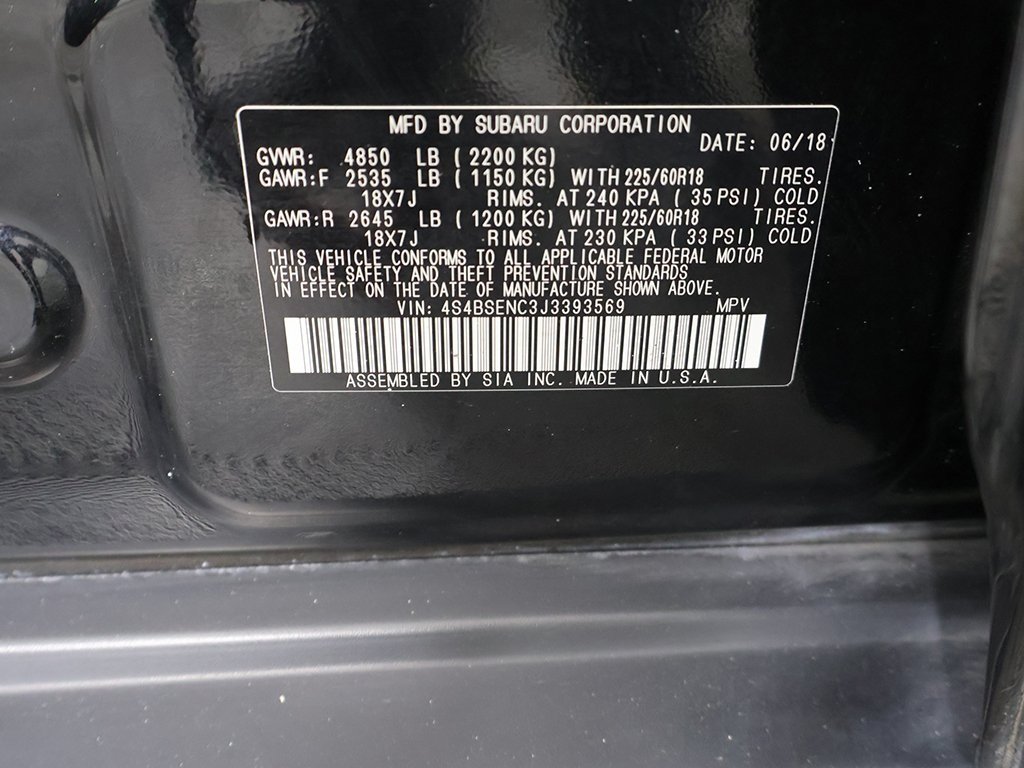 MFD BY SUBARU CORPORATION
DATE: 06/18
GVWR: 4850 LB (2200 KG)
GAWR:F 2535 LB (1150 KG) WITH 225/60R18 TIRES.
18X7J RIMS. AT 240 KPA (35 PSI) COLD
GAWR:R 2645 LB (1200 KG) WITH 225/60R18 TIRES.
18X7J RIMS. AT 230 KPA (33 PSI) COLD
THIS VEHICLE CONFORMS TO ALL APPLICABLE FEDERAL MOTOR
VEHICLE SAFETY AND THEFT PREVENTION STANDARDS
IN EFFECT ON THE DATE OF MANUFACTURE SHOWN ABOVE.
VIN: 4S4BSENC3J3393569 MPV
ASSEMBLED BY SIA INC. MADE IN U.S.A.